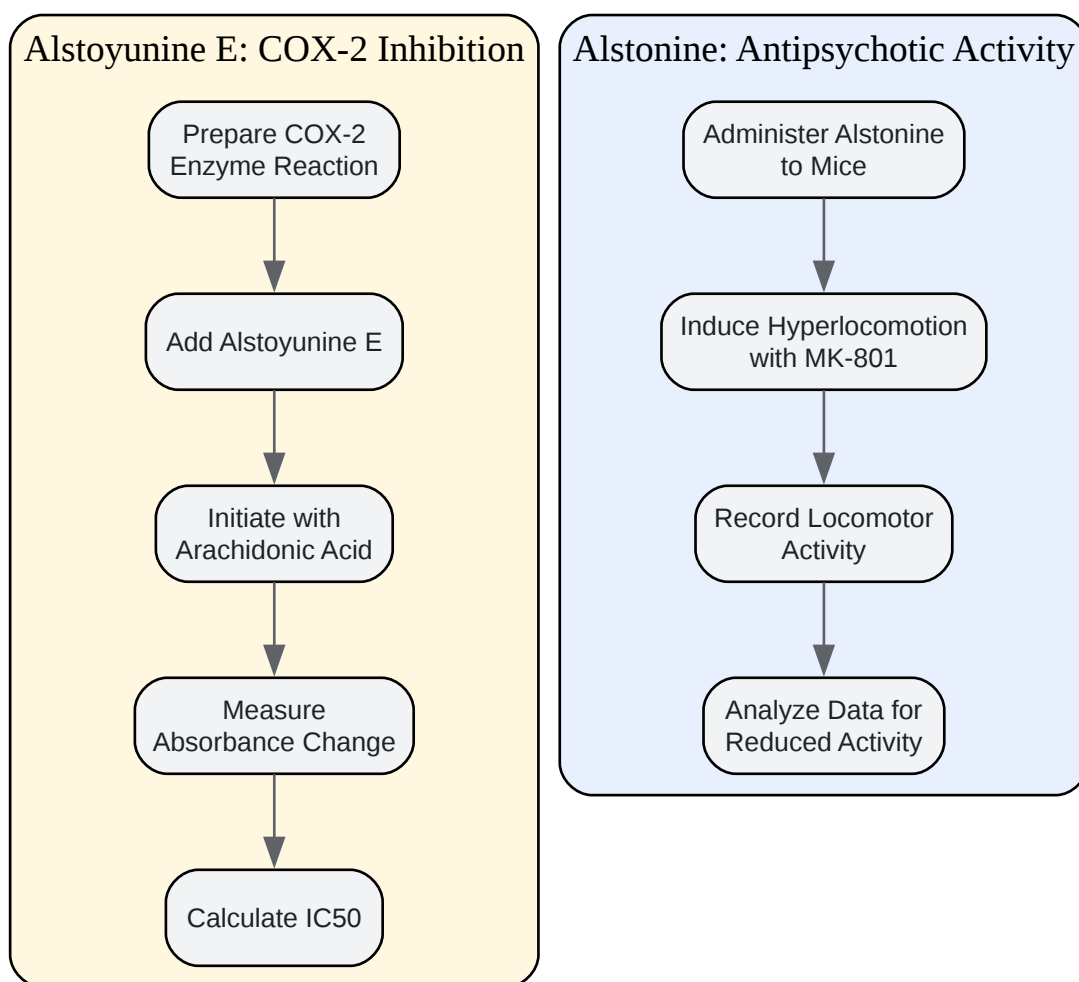 Alstoyunine E: COX-2 Inhibition
Prepare COX-2
Enzyme Reaction
Add Alstoyunine E
Initiate with
Arachidonic Acid
Measure
Absorbance Change
Calculate IC50
Alstonine: Antipsychotic Activity
Administer Alstonine
to Mice
Induce Hyperlocomotion
with MK-801
Record Locomotor
Activity
Analyze Data for
Reduced Activity